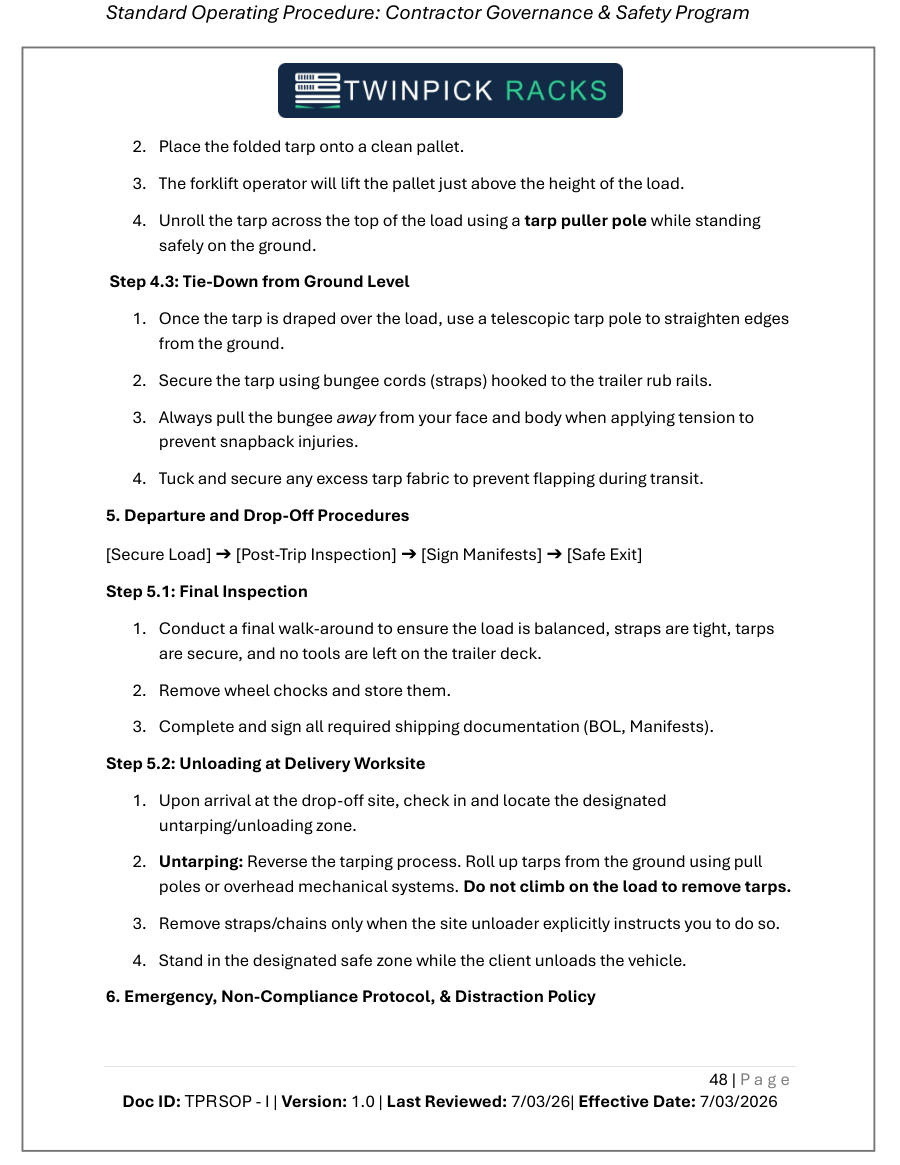 Standard Operating Procedure: Contractor Governance & Safety Program
TWINPICK RACKS
2. Place the folded tarp onto a clean pallet.
3. The forklift operator will lift the pallet just above the height of the load.
4. Unroll the tarp across the top of the load using a tarp puller pole while standing
safely on the ground.
Step 4.3: Tie-Down from Ground Level
1. Once the tarp is draped over the load, use a telescopic tarp pole to straighten edges
from the ground.
2. Secure the tarp using bungee cords (straps) hooked to the trailer rub rails.
3. Always pull the bungee away from your face and body when applying tension to
prevent snapback injuries.
4. Tuck and secure any excess tarp fabric to prevent flapping during transit.
5. Departure and Drop-Off Procedures
[Secure Load] ➔ [Post-Trip Inspection] ➔ [Sign Manifests] ➔ [Safe Exit]
Step 5.1: Final Inspection
1. Conduct a final walk-around to ensure the load is balanced, straps are tight, tarps
are secure, and no tools are left on the trailer deck.
2. Remove wheel chocks and store them.
3. Complete and sign all required shipping documentation (BOL, Manifests).
Step 5.2: Unloading at Delivery Worksite
1. Upon arrival at the drop-off site, check in and locate the designated
untarping/unloading zone.
2. Untarping: Reverse the tarping process. Roll up tarps from the ground using pull
poles or overhead mechanical systems. Do not climb on the load to remove tarps.
3. Remove straps/chains only when the site unloader explicitly instructs you to do so.
4. Stand in the designated safe zone while the client unloads the vehicle.
6. Emergency, Non-Compliance Protocol, & Distraction Policy
48 | Page
Doc ID: TPRSOP - I | Version: 1.0 | Last Reviewed: 7/03/26| Effective Date: 7/03/2026